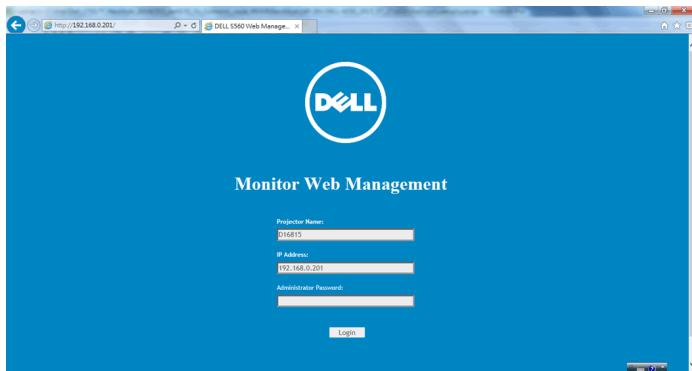 http://192.168.0.201/
DELL S560 Web Manage...
DELL
Monitor Web Management
Projector Name:
D16815
IP Address:
192.168.0.201
Administrator Password:
Login